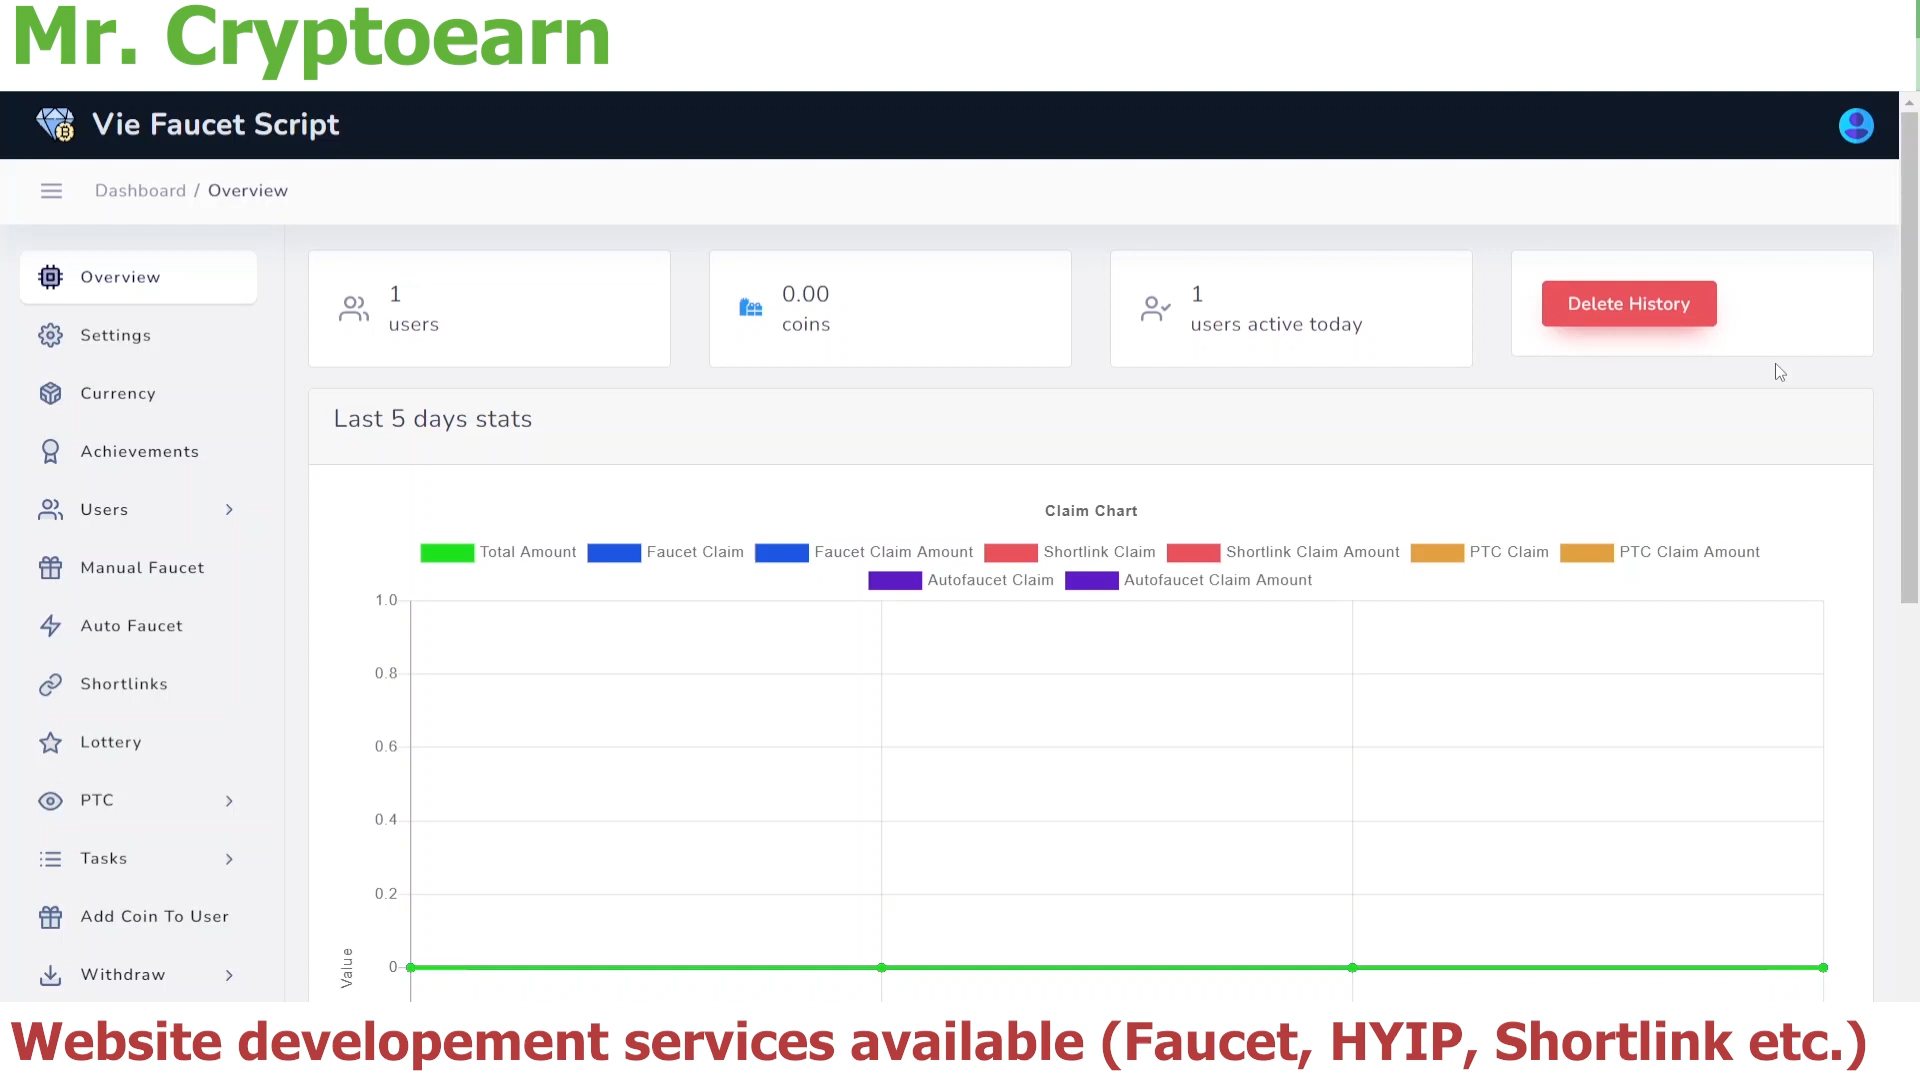 Mr. Cryptoearn
Vie Faucet Script
Dashboard / Overview
Overview
Settings
Currency
Achievements
Users
Manual Faucet
Auto Faucet
Shortlinks
Lottery
PTC
Tasks
Add Coin To User
Withdraw
1
users
0.00
coins
1
users active today
Delete History
Last 5 days stats
Claim Chart
Total Amount Faucet Claim Faucet Claim Amount Shortlink Claim Shortlink Claim Amount PTC Claim PTC Claim Amount
Autofaucet Claim Autofaucet Claim Amount
1.0
0.8
0.6
0.4
0.2
0
Value
Website developement services available (Faucet, HYIP, Shortlink etc.)